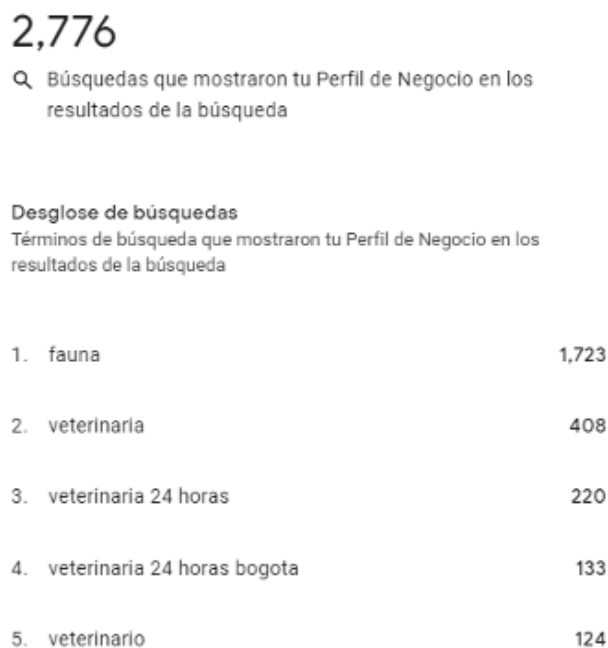 2,776
Búsquedas que mostraron tu Perfil de Negocio en los
resultados de la búsqueda
Desglose de búsquedas
Términos de búsqueda que mostraron tu Perfil de Negocio en los
resultados de la búsqueda
1. fauna 1,723
2. veterinaria 408
3. veterinaria 24 horas 220
4. veterinaria 24 horas bogota 133
5. veterinario 124